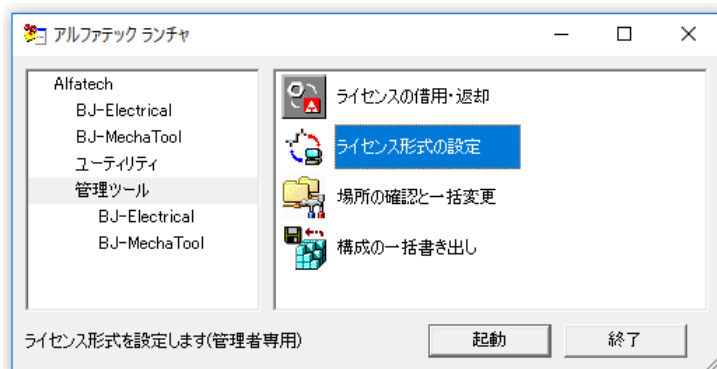 アルファテック ランチャ
Alfatech
BJ-Electrical
BJ-MechaTool
ユーティリティ
管理ツール
BJ-Electrical
BJ-MechaTool
ライセンスの借用・返却
ライセンス形式の設定
場所の確認と一括変更
構成の一括書き出し
ライセンス形式を設定します(管理者専用)
起動
終了